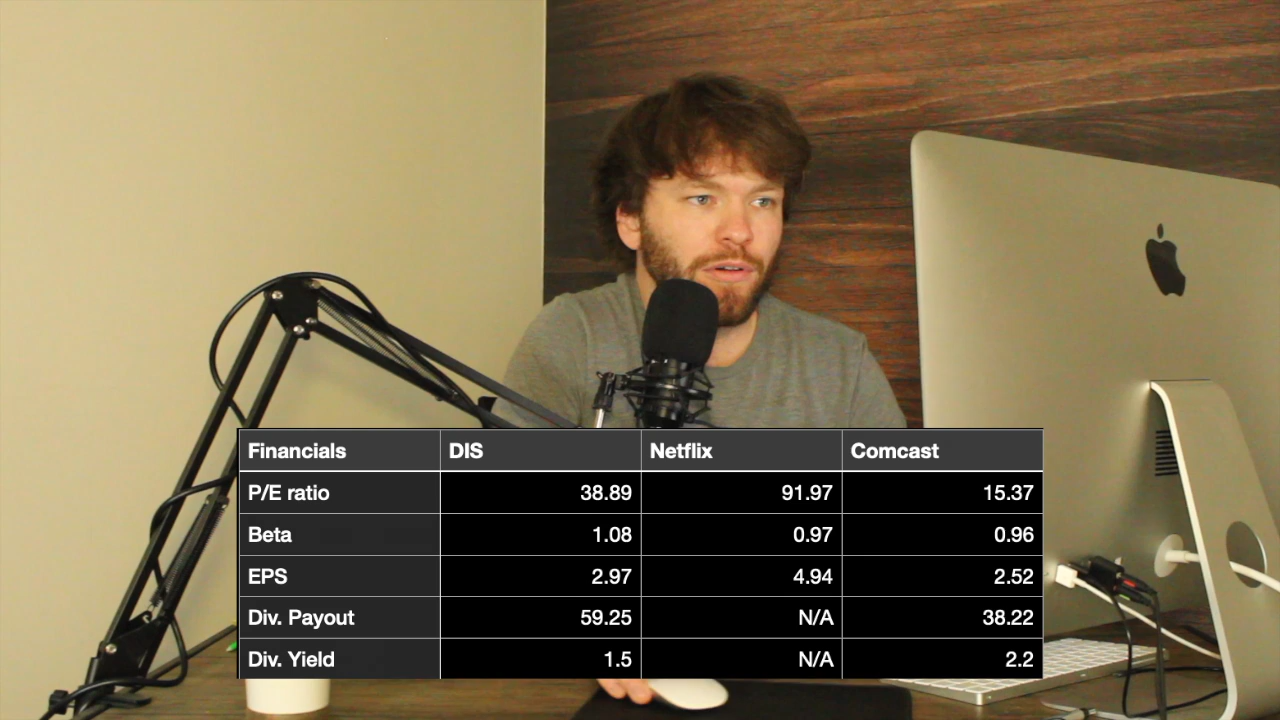 Financials DIS Netflix Comcast
P/E ratio 38.89 91.97 15.37
Beta 1.08 0.97 0.96
EPS 2.97 4.94 2.52
Div. Payout 59.25 N/A 38.22
Div. Yield 1.5 N/A 2.2